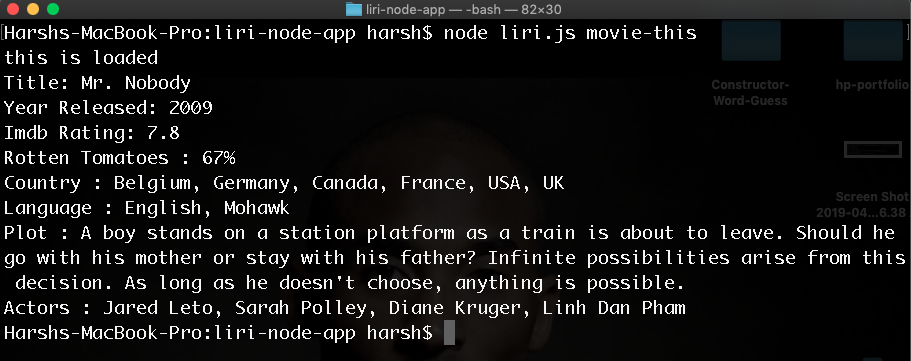 liri-node-app — -bash — 82×30
[Harshs-MacBook-Pro:liri-node-app harsh$ node liri.js movie-this ]
this is loaded
Title: Mr. Nobody
Year Released: 2009
Imdb Rating: 7.8
Rotten Tomatoes : 67%
Country : Belgium, Germany, Canada, France, USA, UK
Language : English, Mohawk
Plot : A boy stands on a station platform as a train is about to leave. Should he
go with his mother or stay with his father? Infinite possibilities arise from this
decision. As long as he doesn't choose, anything is possible.
Actors : Jared Leto, Sarah Polley, Diane Kruger, Linh Dan Pham
Harshs-MacBook-Pro:liri-node-app harsh$
Constructor-
Word-Guess
hp-portfolio
Screen Shot
2019-04...6.38